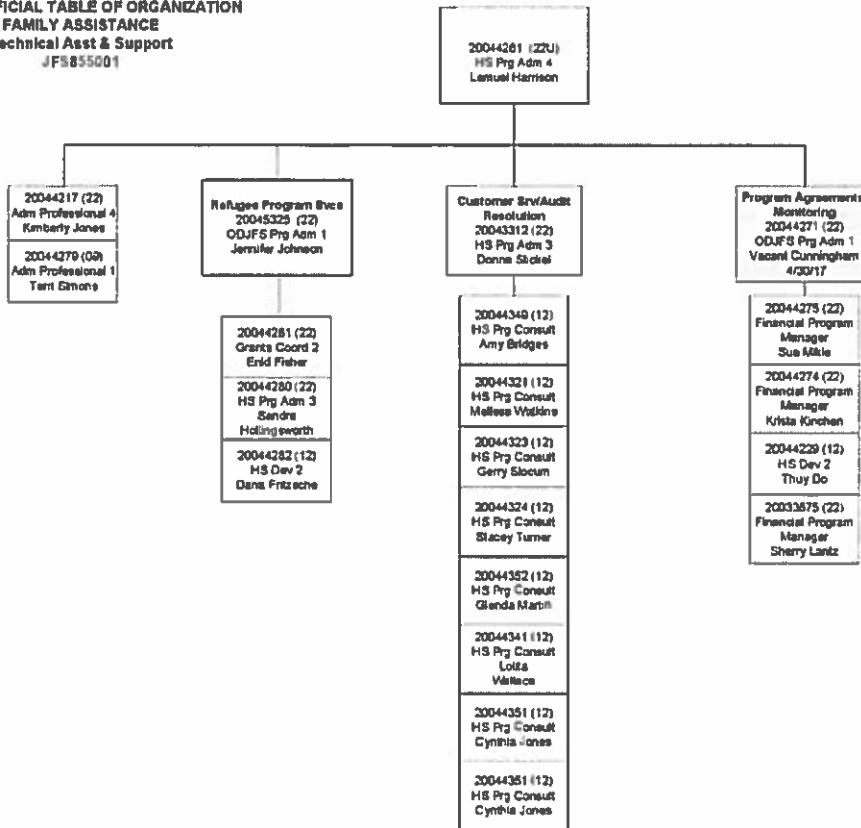 FICIAL TABLE OF ORGANIZATION
FAMILY ASSISTANCE
echnical Asst & Support
JFS855001
20044261 (22U)
HS Prg Adm 4
Lamuel Harrison
20044217 (22)
Adm Professional 4
Kimberly Jones
20044279 (09)
Adm Professional 1
Terri Simons
Refugee Program Svcs
20045325 (22)
ODJFS Prg Adm 1
Jennifer Johnson
20044281 (22)
Grants Coord 2
Enid Fisher
20044280 (22)
HS Prg Adm 3
Sandra
Hollingsworth
20044282 (12)
HS Dev 2
Dana Fritzsche
Customer Srv/Audit
Resolution
20043312 (22)
HS Prg Adm 3
Donna Stickel
20044349 (12)
HS Prg Consult
Amy Bridges
20044321 (12)
HS Prg Consult
Melissa Watkins
20044323 (12)
HS Prg Consult
Gerry Slocum
20044324 (12)
HS Prg Consult
Stacey Turner
20044352 (12)
HS Prg Consult
Glenda Martin
20044341 (12)
HS Prg Consult
Lolita
Wallace
20044351 (12)
HS Prg Consult
Cynthia Jones
20044351 (12)
HS Prg Consult
Cynthia Jones
Program Agreements
Monitoring
20044271 (22)
ODJFS Prg Adm 1
Vacant Cunningham
4/30/17
20044275 (22)
Financial Program
Manager
Sue Mikle
20044274 (22)
Financial Program
Manager
Krista Kinchen
20044229 (12)
HS Dev 2
Thuy Do
20033875 (22)
Financial Program
Manager
Sherry Lantz